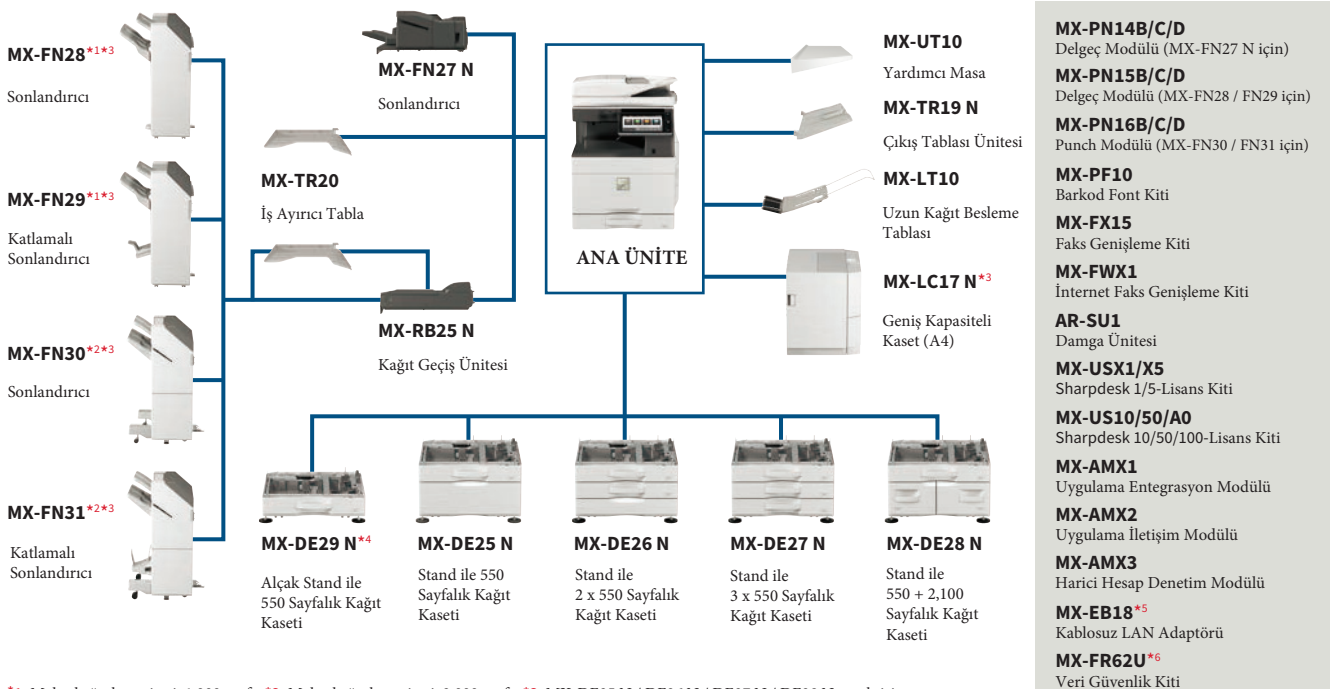 MX-FN28*1*3
Sonlandırıcı
MX-FN29*1*3
Katlamalı
Sonlandırıcı
MX-FN30*2*3
Sonlandırıcı
MX-FN31*2*3
Katlamalı
Sonlandırıcı
MX-FN27 N
Sonlandırıcı
MX-TR20
İş Ayırıcı Tabla
MX-RB25 N
Kağıt Geçiş Ünitesi
ANA ÜNİTE
MX-UT10
Yardımcı Masa
MX-TR19 N
Çıkış Tablası Ünitesi
MX-LT10
Uzun Kağıt Besleme
Tablası
MX-LC17 N*3
Geniş Kapasiteli
Kaset (A4)
MX-DE29 N*4
Alçak Stand ile
550 Sayfalık Kağıt
Kaseti
MX-DE25 N
Stand ile 550
Sayfalık Kağıt
Kaseti
MX-DE26 N
Stand ile
2 x 550 Sayfalık
Kağıt Kaseti
MX-DE27 N
Stand ile
3 x 550 Sayfalık
Kağıt Kaseti
MX-DE28 N
Stand ile
550 + 2,100
Sayfalık Kağıt
Kaseti
MX-PN14B/C/D
Delgeç Modülü (MX-FN27 N için)
MX-PN15B/C/D
Delgeç Modülü (MX-FN28 / FN29 için)
MX-PN16B/C/D
Punch Modülü (MX-FN30 / FN31 için)
MX-PF10
Barkod Font Kiti
MX-FX15
Faks Genişleme Kiti
MX-FWX1
İnternet Faks Genişleme Kiti
AR-SU1
Damga Ünitesi
MX-USX1/X5
Sharpdesk 1/5-Lisans Kiti
MX-US10/50/A0
Sharpdesk 10/50/100-Lisans Kiti
MX-AMX1
Uygulama Entegrasyon Modülü
MX-AMX2
Uygulama İletişim Modülü
MX-AMX3
Harici Hesap Denetim Modülü
MX-EB18*5
Kablosuz LAN Adaptörü
MX-FR62U*6
Veri Güvenlik Kiti